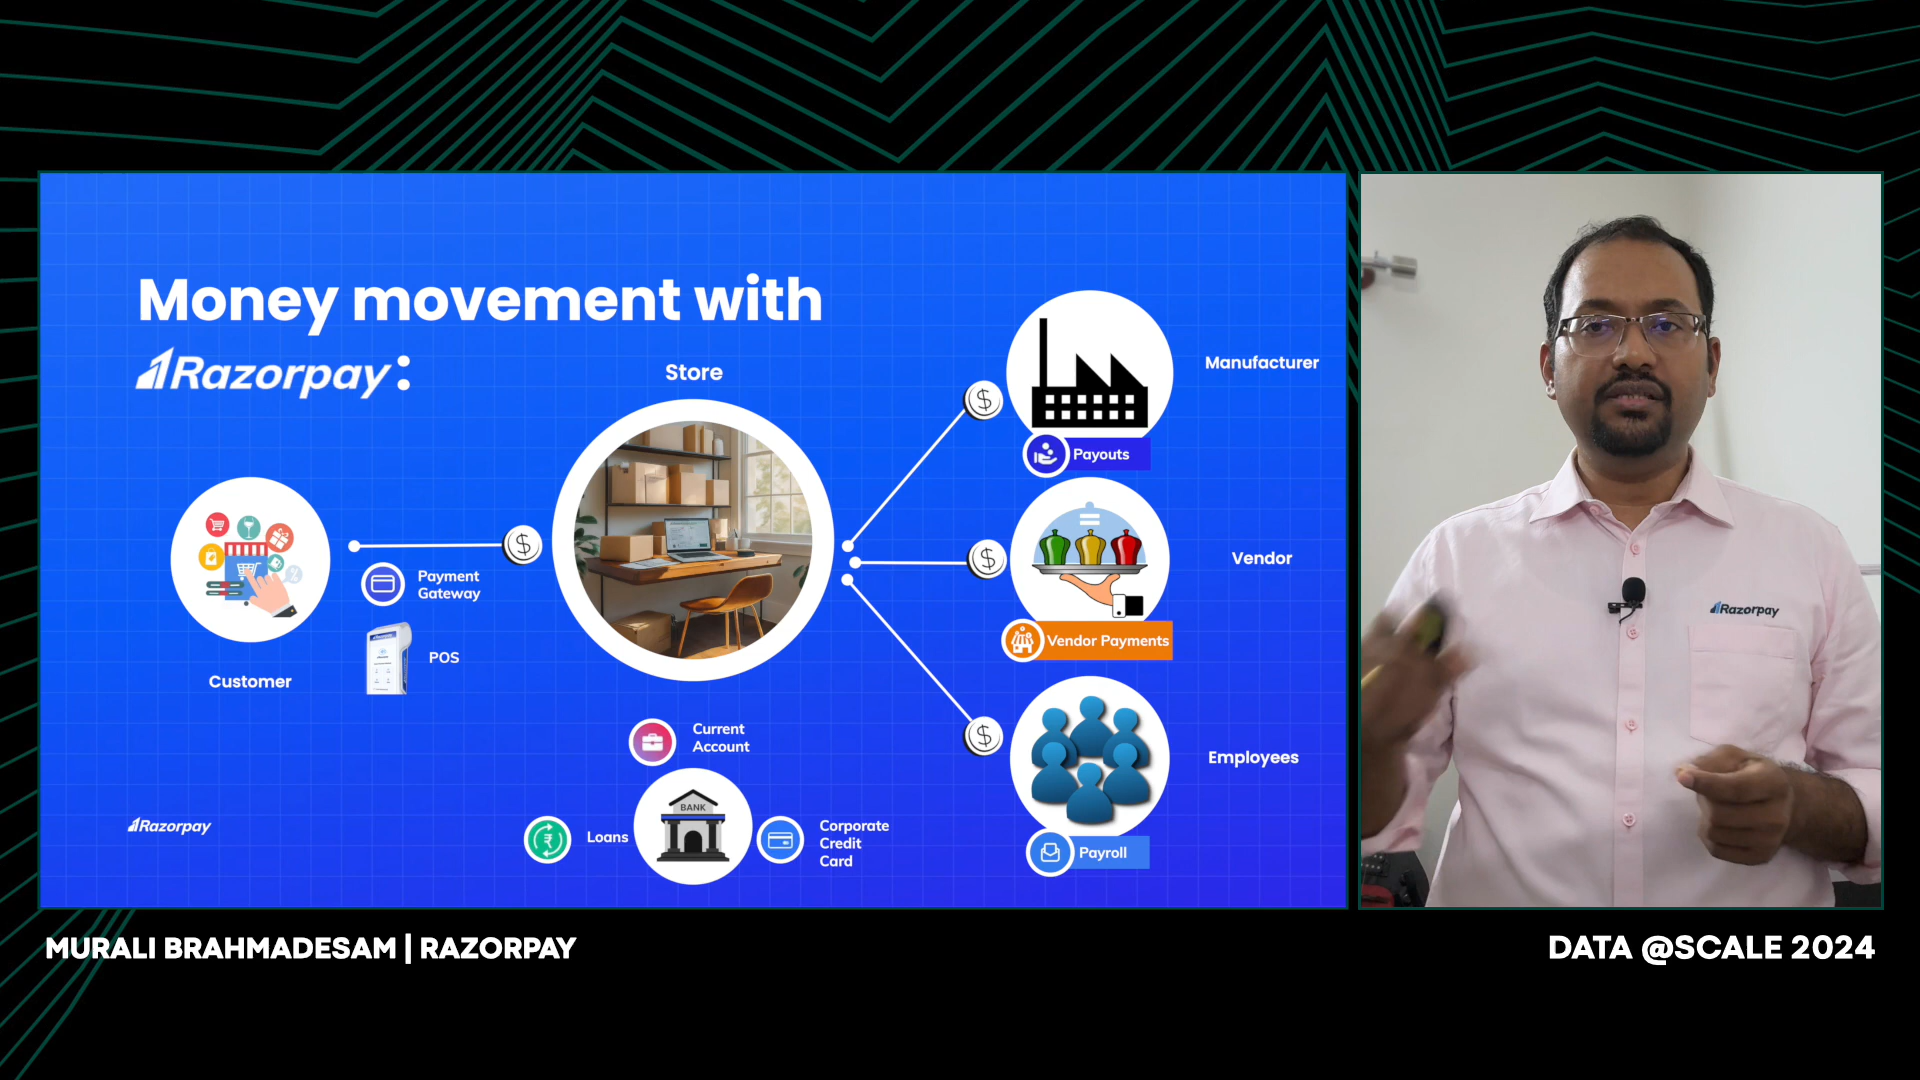 Money movement with
Razorpay:
Store
Manufacturer
$
Payouts
$
Payment
Gateway
POS
Customer
$
Vendor
Vendor Payments
$
Employees
Payroll
Current
Account
BANK
₹
Loans
Corporate
Credit
Card
Razorpay
Razorpay
MURALI BRAHMADESAM | RAZORPAY
DATA @SCALE 2024